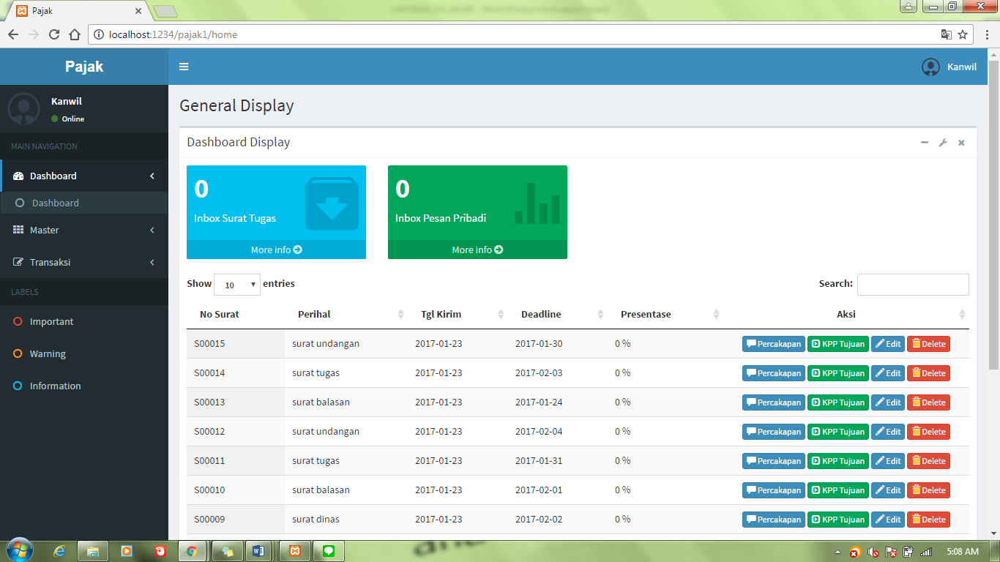 Pajak
localhost:1234/pajak1/home
Pajak
Kanwil
Kanwil
Online
MAIN NAVIGATION
Dashboard
Dashboard
Master
Transaksi
LABELS
Important
Warning
Information
General Display
Dashboard Display
0
Inbox Surat Tugas
More info
0
Inbox Pesan Pribadi
More info
Show 10 entries
Search:
No Surat Perihal Tgl Kirim Deadline Presentase Aksi
S00015 surat undangan 2017-01-23 2017-01-30 0 % Percakapan KPP Tujuan Edit Delete
S00014 surat tugas 2017-01-23 2017-02-03 0 % Percakapan KPP Tujuan Edit Delete
S00013 surat balasan 2017-01-23 2017-01-24 0 % Percakapan KPP Tujuan Edit Delete
S00012 surat undangan 2017-01-23 2017-02-04 0 % Percakapan KPP Tujuan Edit Delete
S00011 surat tugas 2017-01-23 2017-01-31 0 % Percakapan KPP Tujuan Edit Delete
S00010 surat balasan 2017-01-23 2017-02-01 0 % Percakapan KPP Tujuan Edit Delete
S00009 surat dinas 2017-01-23 2017-02-02 0 % Percakapan KPP Tujuan Edit Delete
5:08 AM